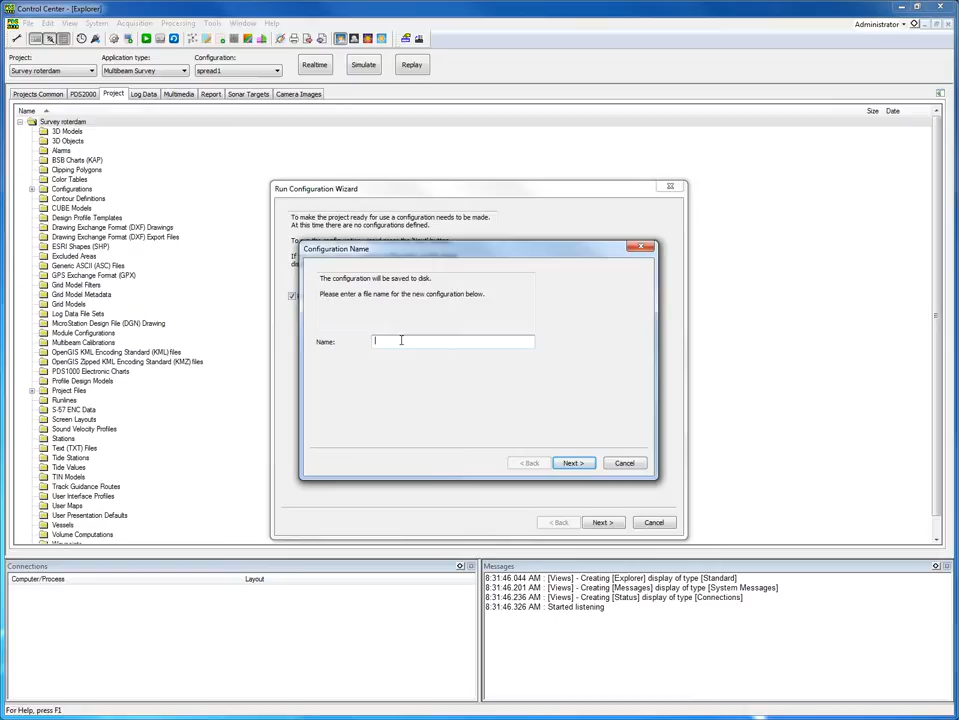 Control Center - [Explorer]
File Edit View System Acquisition Processing Tools Window Help
Administrator
Project: Application type: Configuration:
Survey roterdam Multibeam Survey spread1 Realtime Simulate Replay
Projects Common PDS2000 Project Log Data Multimedia Report Sonar Targets Camera Images
Name Size Date
Survey roterdam
3D Models
3D Objects
Alarms
BSB Charts (KAP)
Clipping Polygons
Color Tables
Configurations
Contour Definitions
CUBE Models
Design Profile Templates
Drawing Exchange Format (DXF) Drawings
Drawing Exchange Format (DXF) Export Files
ESRI Shapes (SHP)
Excluded Areas
Generic ASCII (ASC) Files
GPS Exchange Format (GPX)
Grid Model Filters
Grid Model Metadata
Grid Models
Log Data File Sets
MicroStation Design File (DGN) Drawing
Module Configurations
Multibeam Calibrations
OpenGIS KML Encoding Standard (KML) files
OpenGIS Zipped KML Encoding Standard (KMZ) files
PDS1000 Electronic Charts
Profile Design Models
Project Files
Runlines
S-57 ENC Data
Screen Layouts
Sound Velocity Profiles
Stations
Text (TXT) Files
Tide Stations
Tide Values
TIN Models
Track Guidance Routes
User Interface Profiles
User Maps
User Presentation Defaults
Vessels
Volume Computations
Run Configuration Wizard
To make the project ready for use a configuration needs to be made.
At this time there are no configurations defined.
Configuration Name
The configuration will be saved to disk.
Please enter a file name for the new configuration below.
Name:
< Back Next > Cancel
< Back Next > Cancel
Connections
Computer/Process Layout
Messages
8:31:46.044 AM : [Views] - Creating [Explorer] display of type [Standard]
8:31:46.201 AM : [Views] - Creating [Messages] display of type [System Messages]
8:31:46.236 AM : [Views] - Creating [Status] display of type [Connections]
8:31:46.326 AM : Started listening
For Help, press F1